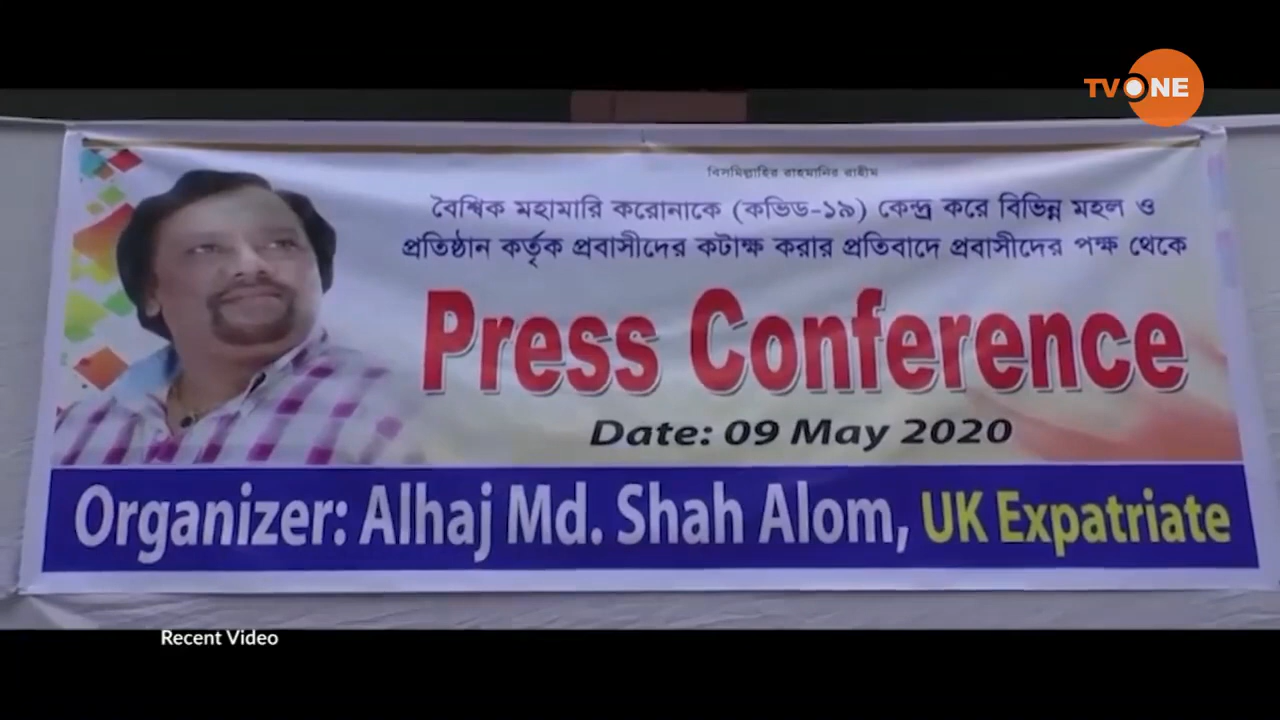 TV ONE
বিসমিল্লাহির রাহমানির রাহীম
বৈশ্বিক মহামারি করোনাকে (কভিড-১৯) কেন্দ্র করে বিভিন্ন মহল ও
প্রতিষ্ঠান কর্তৃক প্রবাসীদের কটাক্ষ করার প্রতিবাদে প্রবাসীদের পক্ষ থেকে
Press Conference
Date: 09 May 2020
Organizer: Alhaj Md. Shah Alom, UK Expatriate
Recent Video